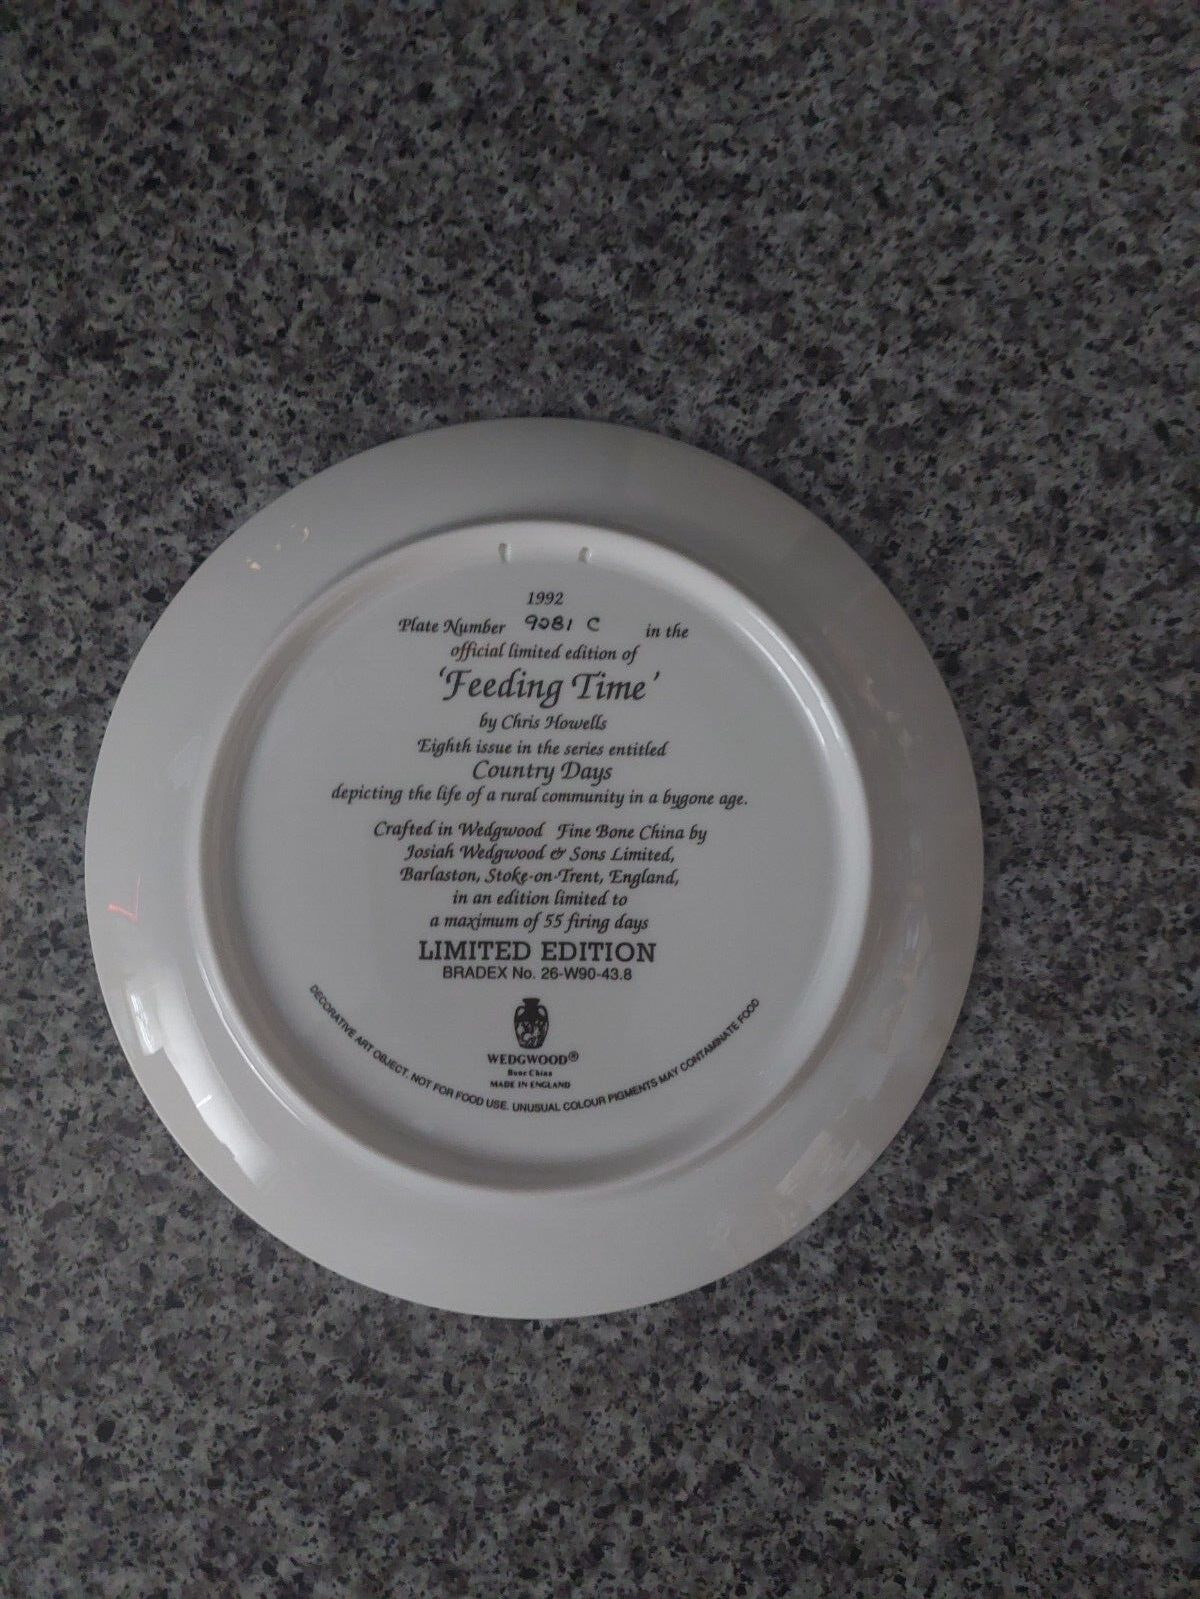 1992
Plate Number 9081 C in the
official limited edition of
'Feeding Time'
by Chris Howells
Eighth issue in the series entitled
Country Days
depicting the life of a rural community in a bygone age.
Crafted in Wedgwood Fine Bone China by
Josiah Wedgwood & Sons Limited,
Barlaston, Stoke-on-Trent, England,
in an edition limited to
a maximum of 55 firing days
LIMITED EDITION
BRADEX No. 26-W90-43.8
WEDGWOOD®
Bone China
MADE IN ENGLAND
DECORATIVE ART OBJECT. NOT FOR FOOD USE. UNUSUAL COLOUR PIGMENTS MAY CONTAMINATE FOOD